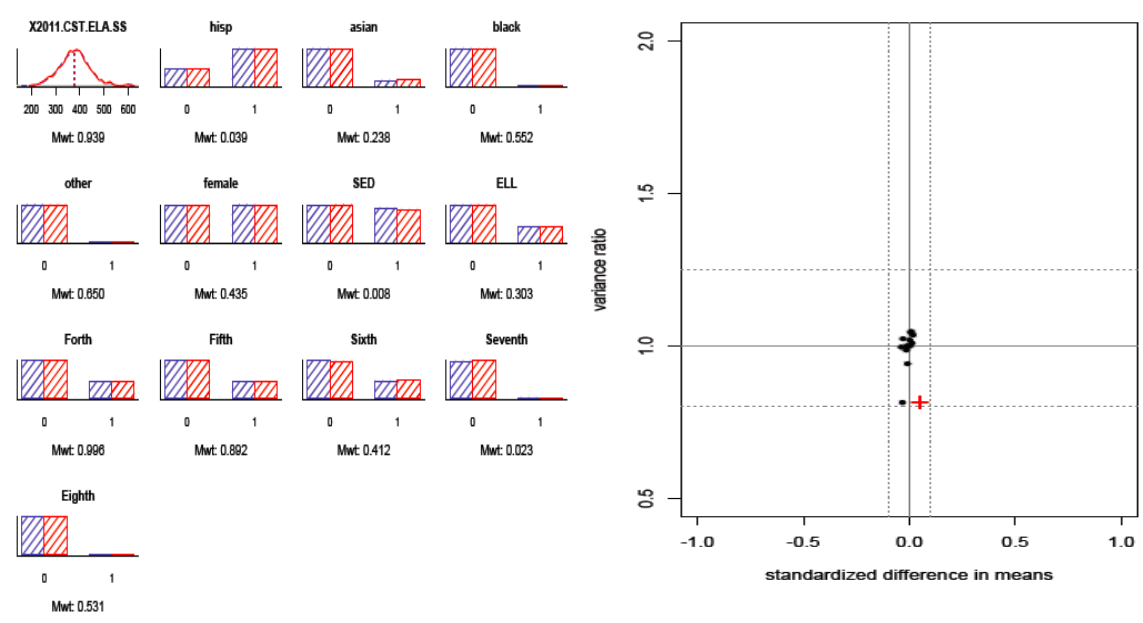 X2011.CST.ELA.SS hisp asian black
200 300 400 500 600 0 1 0 1 0 1
Mwt: 0.939 Mwt: 0.039 Mwt: 0.238 Mwt: 0.552
other female SED ELL
0 1 0 1 0 1 0 1
Mwt: 0.650 Mwt: 0.435 Mwt: 0.008 Mwt: 0.303
Forth Fifth Sixth Seventh
0 1 0 1 0 1 0 1
Mwt: 0.996 Mwt: 0.892 Mwt: 0.412 Mwt: 0.023
Eighth
0 1
Mwt: 0.531
variance ratio
2.0
1.5
1.0
0.5
-1.0 -0.5 0.0 0.5 1.0
standardized difference in means